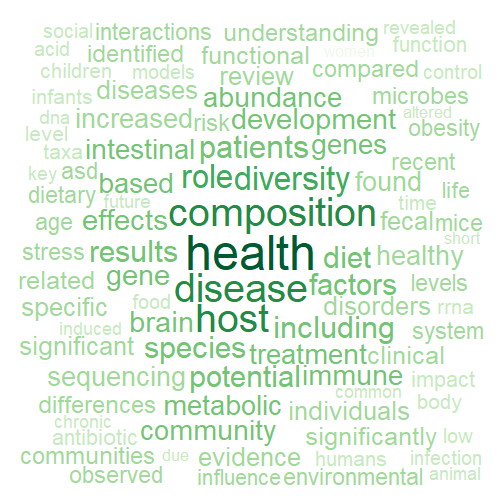 social interactions understanding revealed
acid identified functional function
children models review compared control
infants diseases abundance microbes
dna increased risk development altered
level intestinal patients genes obesity
taxa asd based role diversity found recent
key dietary future life
age effects composition fecal mice time
stress results health diet healthy short
related gene disease factors levels
specific food brain host disorders rrna
induced including system
significant species treatment clinical
sequencing potential immune impact
differences metabolic individuals common body
chronic antibiotic community significantly low
communities due evidence humans infection
observed influence environmental animal
women